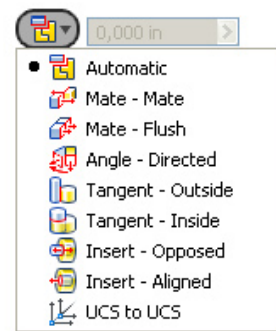 0,000 in
Automatic
Mate - Mate
Mate - Flush
Angle - Directed
Tangent - Outside
Tangent - Inside
Insert - Opposed
Insert - Aligned
UCS to UCS